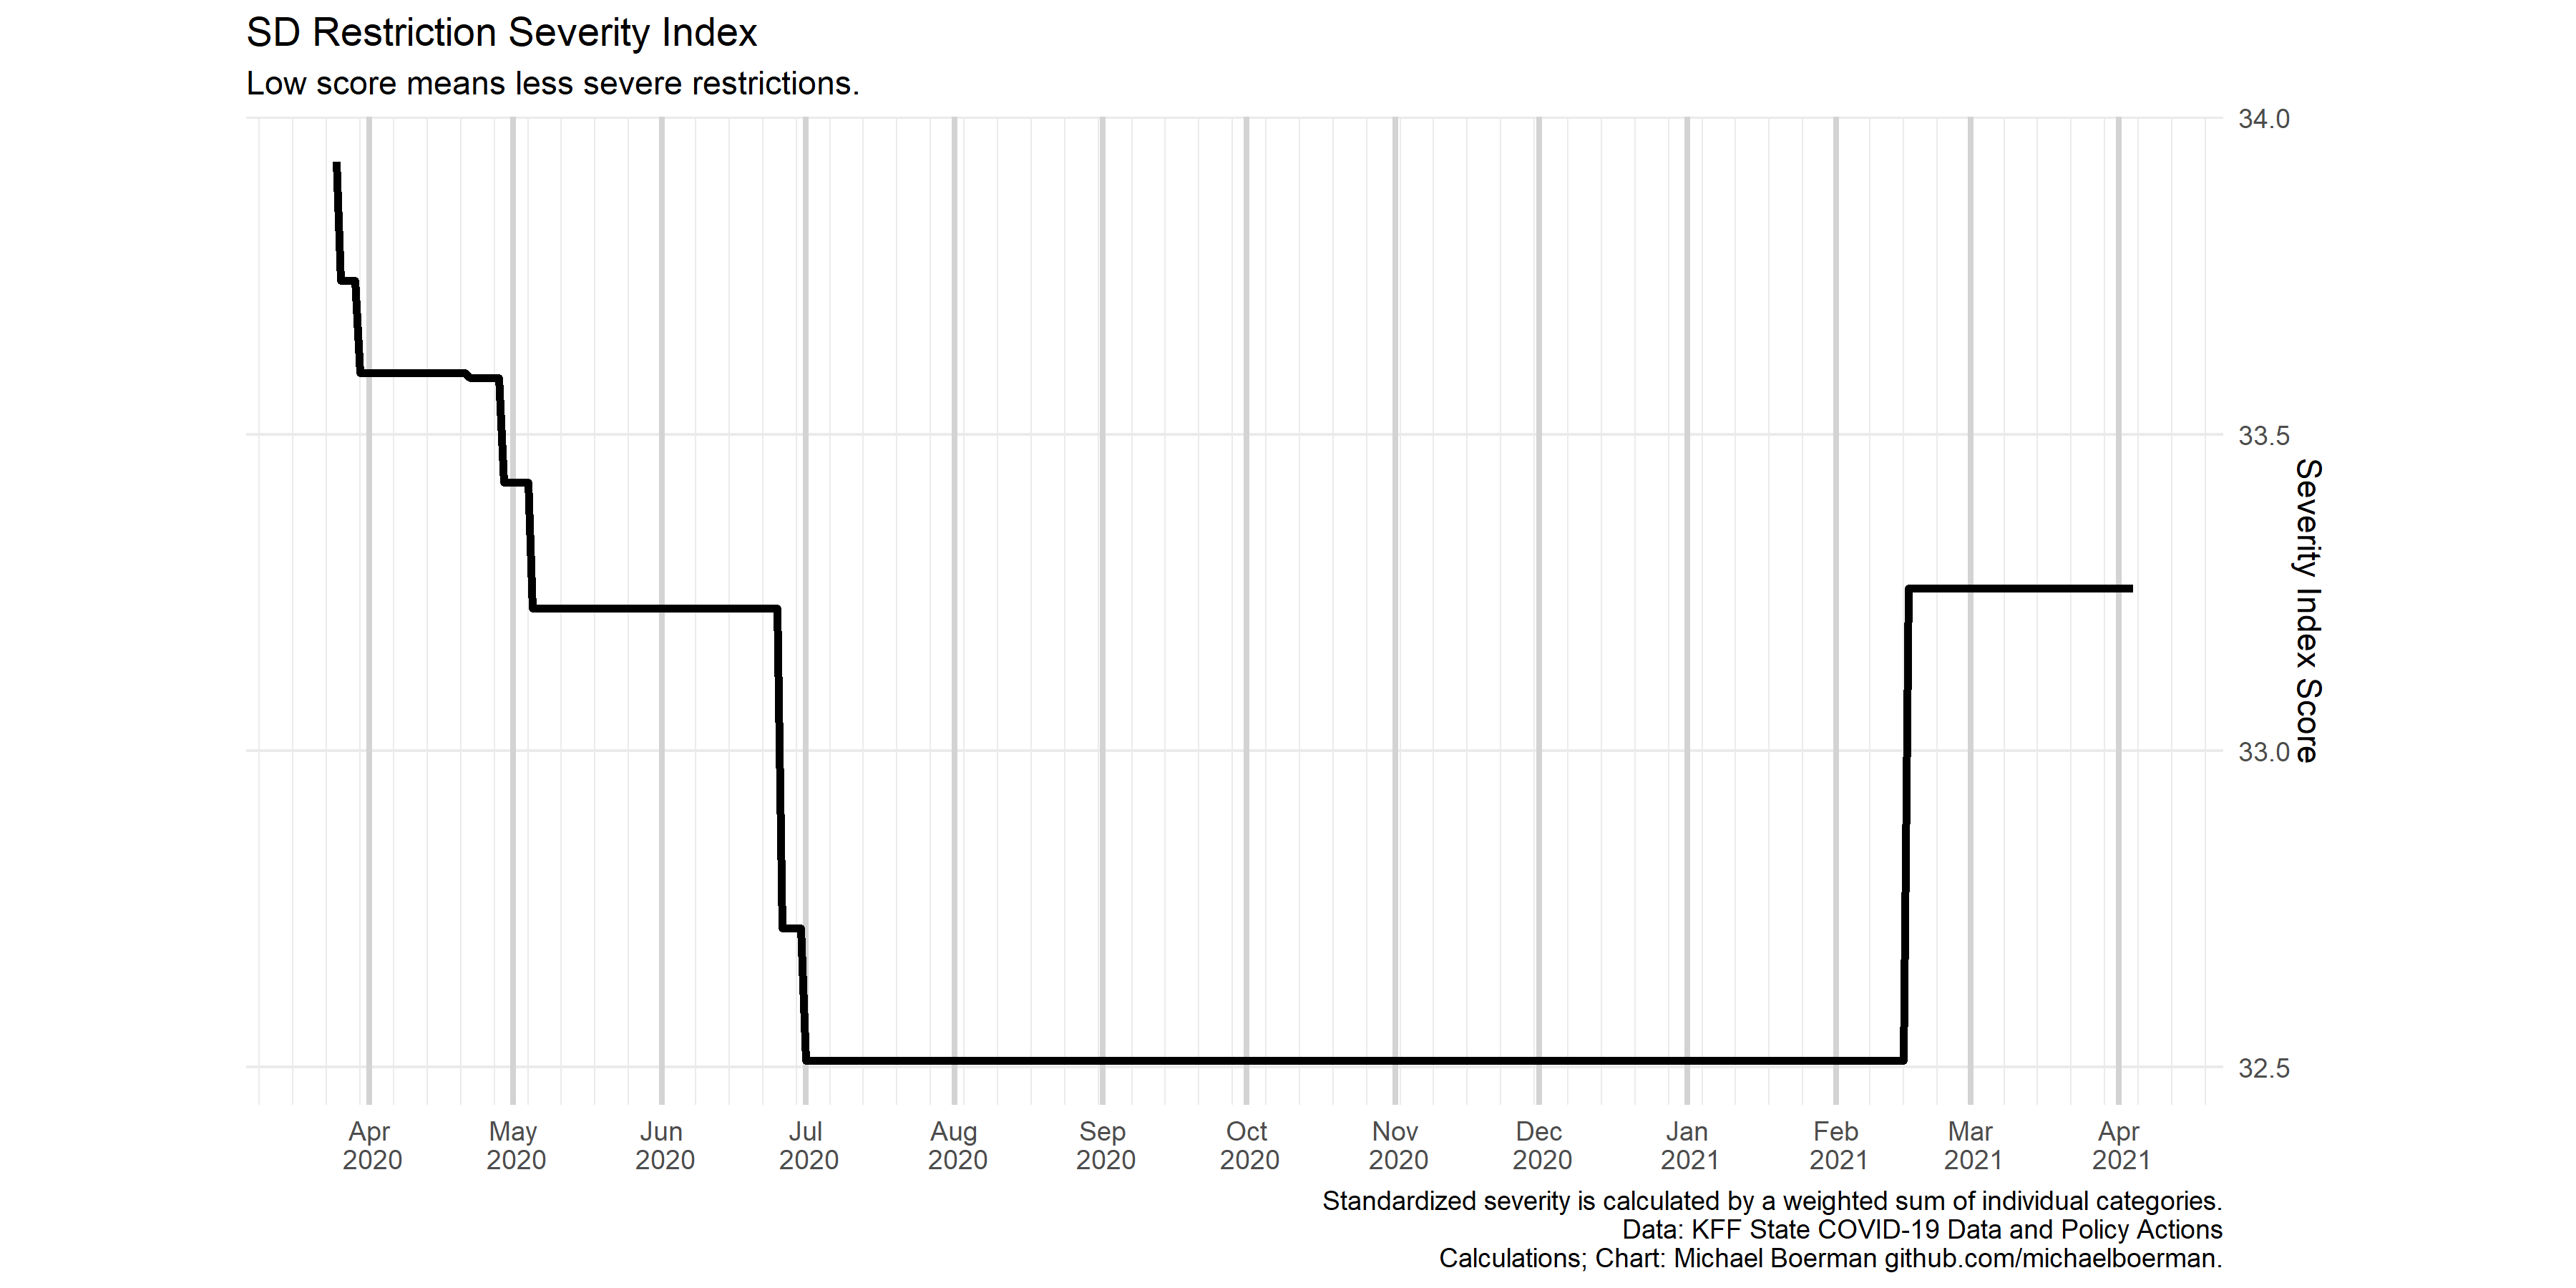 SD Restriction Severity Index
Low score means less severe restrictions.
34.0
33.5
33.0
32.5
Severity Index Score
Apr 2020
May 2020
Jun 2020
Jul 2020
Aug 2020
Sep 2020
Oct 2020
Nov 2020
Dec 2020
Jan 2021
Feb 2021
Mar 2021
Apr 2021
Standardized severity is calculated by a weighted sum of individual categories.
Data: KFF State COVID-19 Data and Policy Actions
Calculations; Chart: Michael Boerman github.com/michaelboerman.